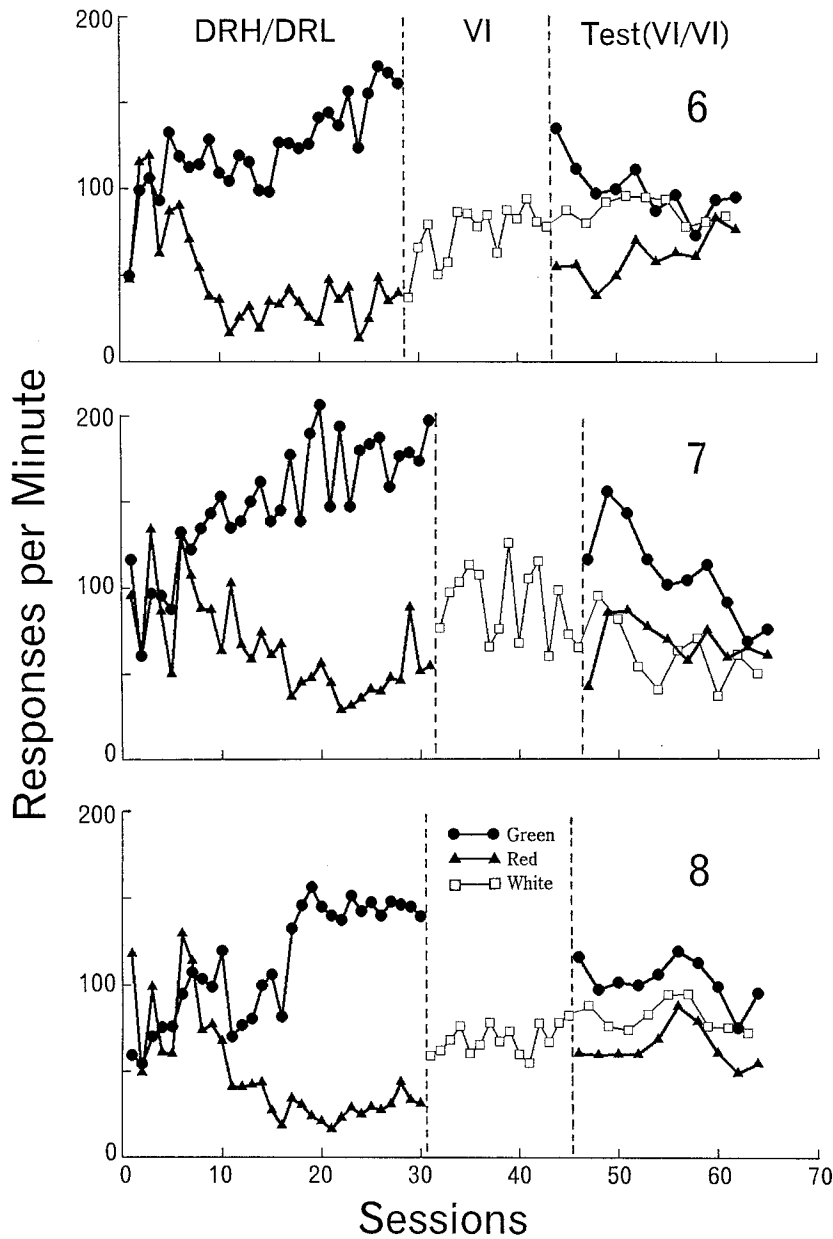 DRH/DRL VI Test(VI/VI)
200
100
0
6
200
100
0
7
200
100
0
8
Green
Red
White
0 10 20 30 40 50 60 70
Responses per Minute
Sessions